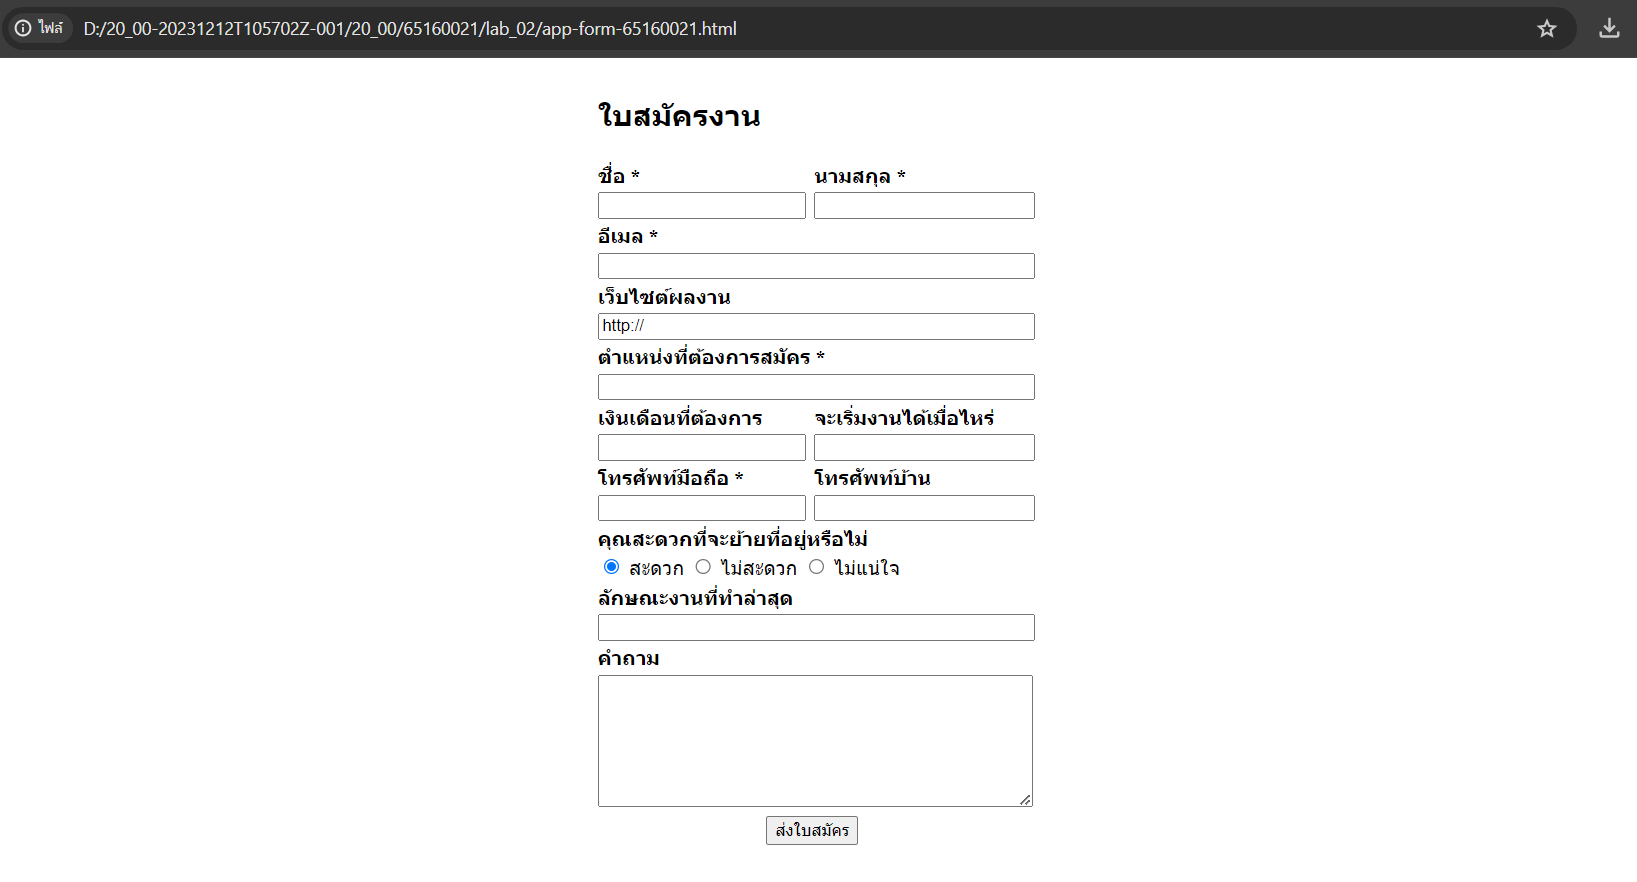 ไฟล์ D:/20_00-20231212T105702Z-001/20_00/65160021/lab_02/app-form-65160021.html
ใบสมัครงาน
ชื่อ * นามสกุล *
อีเมล *
เว็บไซต์ผลงาน
http://
ตำแหน่งที่ต้องการสมัคร *
เงินเดือนที่ต้องการ จะเริ่มงานได้เมื่อไหร่
โทรศัพท์มือถือ * โทรศัพท์บ้าน
คุณสะดวกที่จะย้ายที่อยู่หรือไม่
สะดวก ไม่สะดวก ไม่แน่ใจ
ลักษณะงานที่ทำล่าสุด
คำถาม
ส่งใบสมัคร